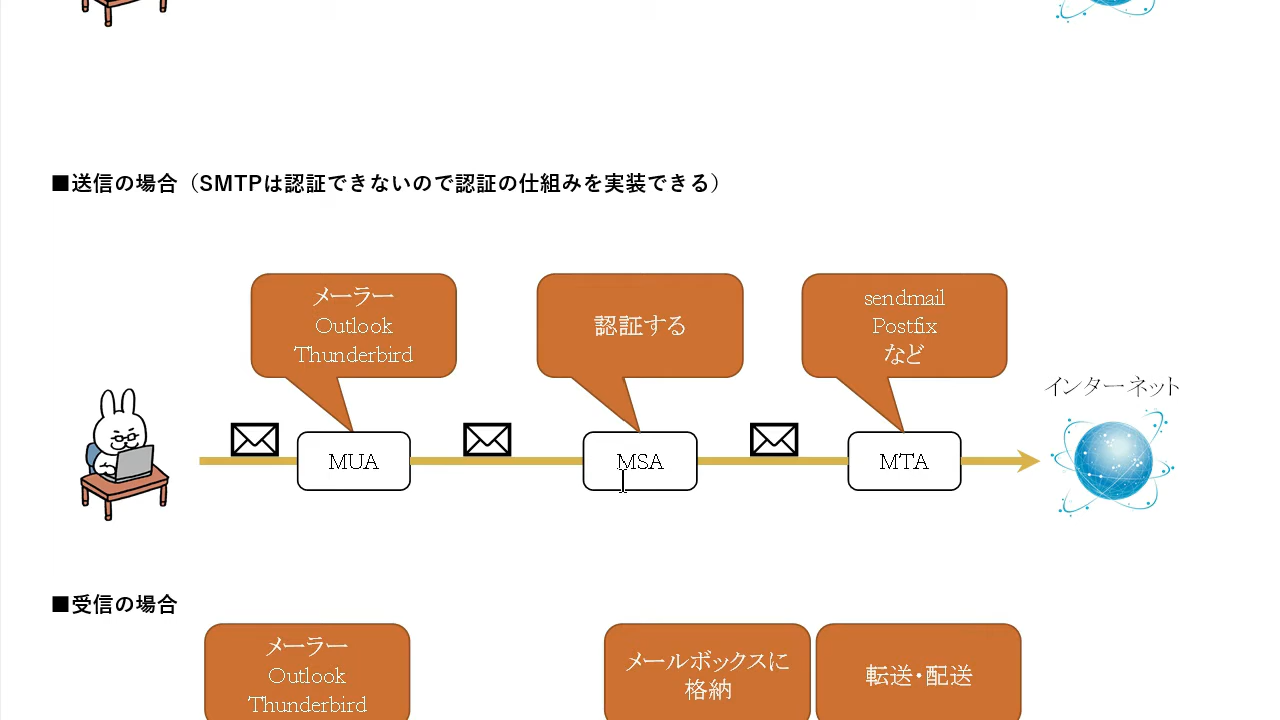 ■送信の場合（SMTPは認証できないので認証の仕組みを実装できる）
メーラー
Outlook
Thunderbird
認証する
sendmail
Postfix
など
インターネット
MUA
MSA
MTA
■受信の場合
メーラー
Outlook
Thunderbird
メールボックスに
格納
転送・配送